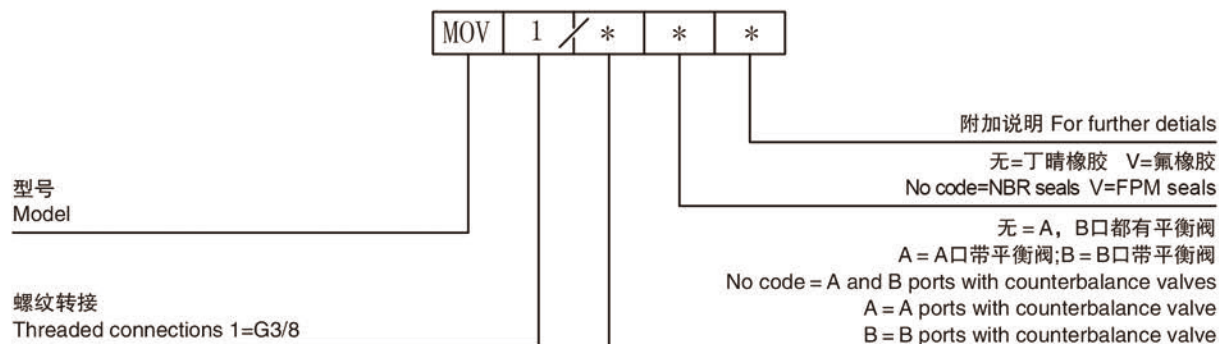 MOV 1 / * * *
附加说明 For further detials
无=丁晴橡胶 V=氟橡胶
No code=NBR seals V=FPM seals
型号
Model
无 = A，B口都有平衡阀
A = A口带平衡阀;B = B口带平衡阀
No code = A and B ports with counterbalance valves
A = A ports with counterbalance valve
B = B ports with counterbalance valve
螺纹转接
Threaded connections 1=G3/8